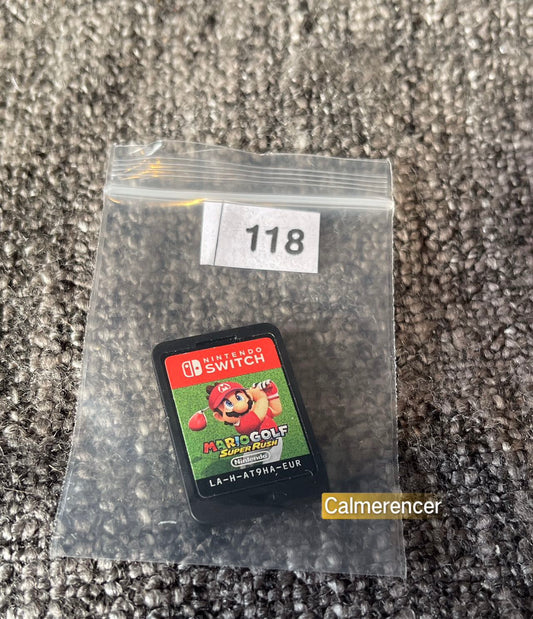 118
NINTENDO
SWITCH
MARIO GOLF
SUPER RUSH
Nintendo
LA-H-AT9HA-EUR
Calmerencer